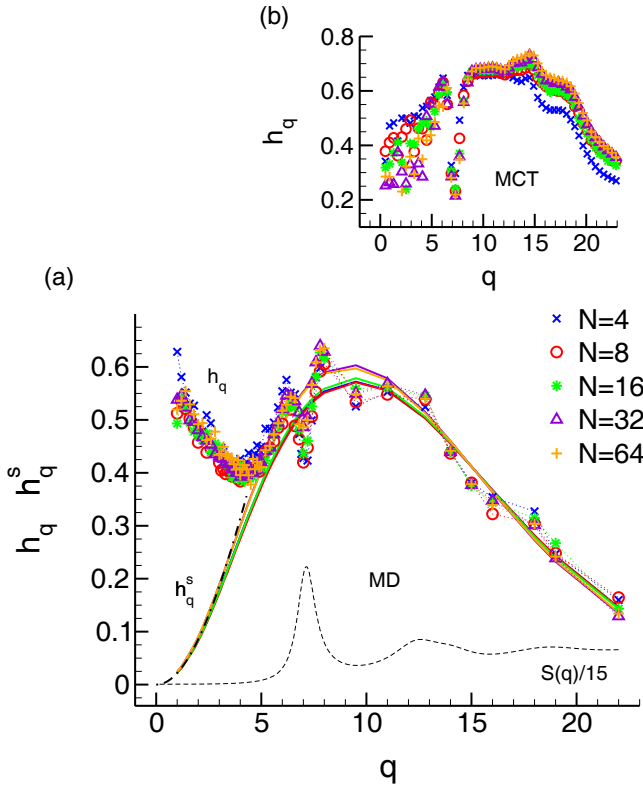 (b)
0.8
0.6
0.4
0.2
h_q
MCT
0 5 10 15 20
q
(a)
N=4
N=8
N=16
N=32
N=64
0.6
0.5
0.4
0.3
0.2
0.1
0
h_q h_q^s
h_q
h_q^s
MD
S(q)/15
0 5 10 15 20
q